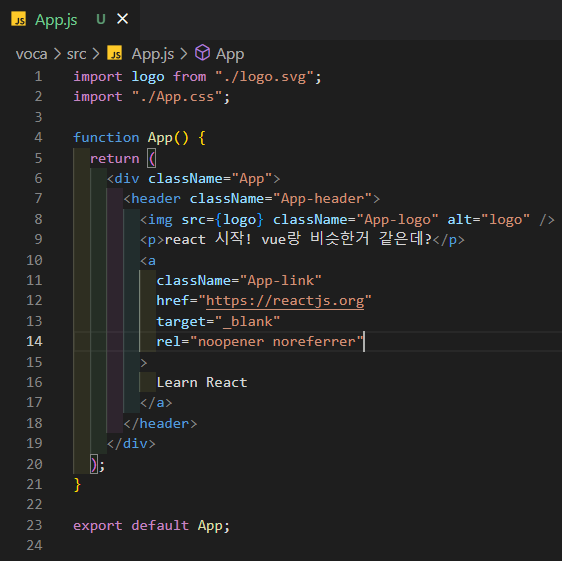 JS App.js U
voca > src > JS App.js > App
1 import logo from "./logo.svg";
2 import "./App.css";
3
4 function App() {
5   return (
6     <div className="App">
7       <header className="App-header">
8         <img src={logo} className="App-logo" alt="logo" />
9         <p>react 시작! vue랑 비슷한거 같은데?</p>
10         <a
11           className="App-link"
12           href="https://reactjs.org"
13           target="_blank"
14           rel="noopener noreferrer"
15         >
16           Learn React
17         </a>
18       </header>
19     </div>
20   );
21 }
22
23 export default App;
24